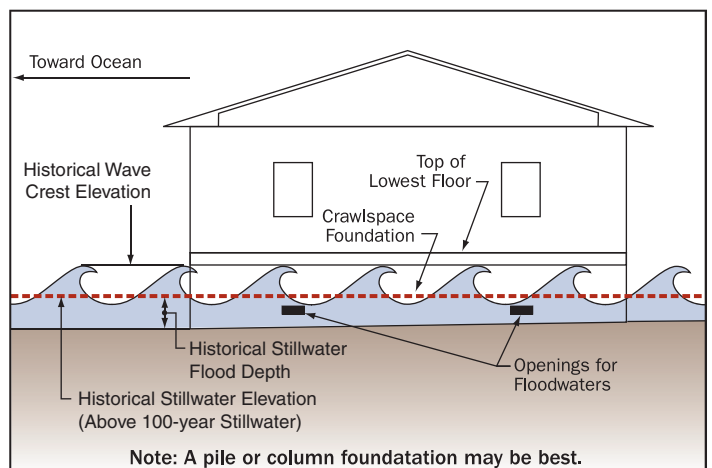 Toward Ocean
Historical Wave
Crest Elevation
Top of
Lowest Floor
Crawlspace
Foundation
Historical Stillwater
Flood Depth
Openings for
Floodwaters
Historical Stillwater Elevation
(Above 100-year Stillwater)
Note: A pile or column foundatation may be best.